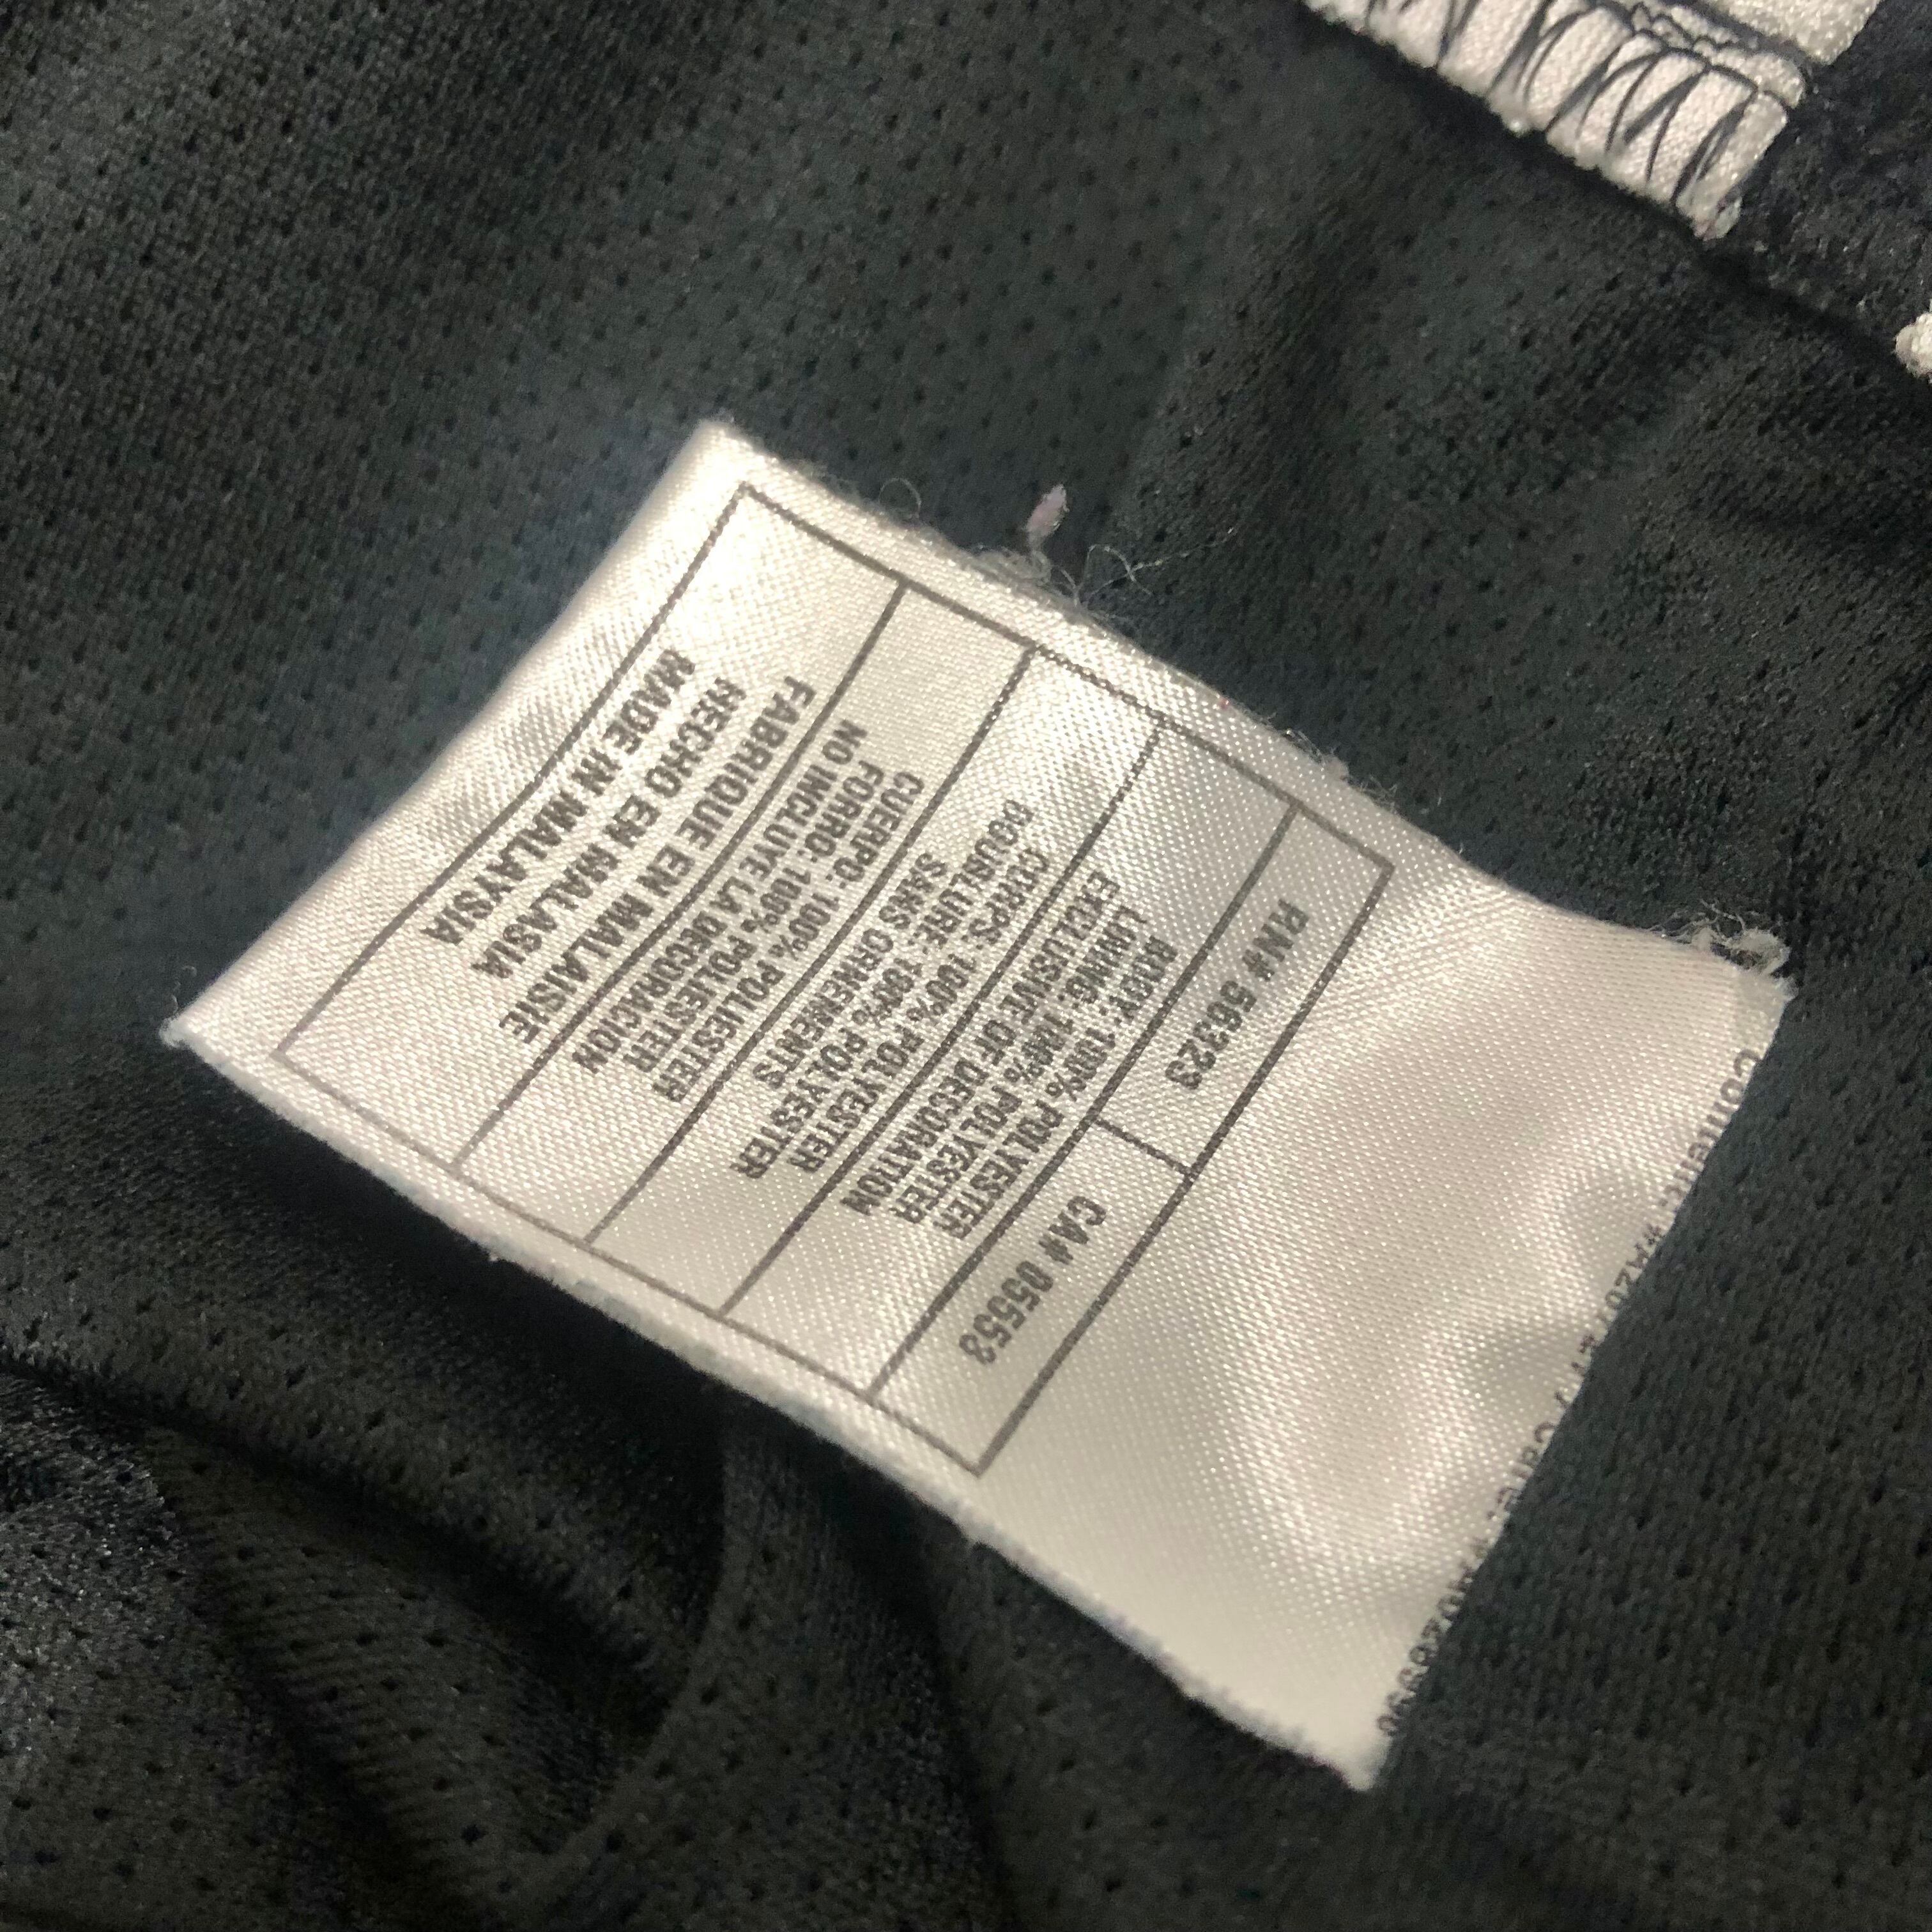 RN# 56323
CA# 05553
BODY: 100% POLYESTER
LINING: 100% POLYESTER
EXCLUSIVE OF DECORATION
CORPS: 100% POLYESTER
DOUBLURE: 100% POLYESTER
SANS ORNEMENTS
CUERPO: 100% POLIESTER
FORRO: 100% POLIESTER
NO INCLUYE LA DECORACION
FABRIQUE EN MALAISIE
HECHO EN MALASIA
MADE IN MALAYSIA